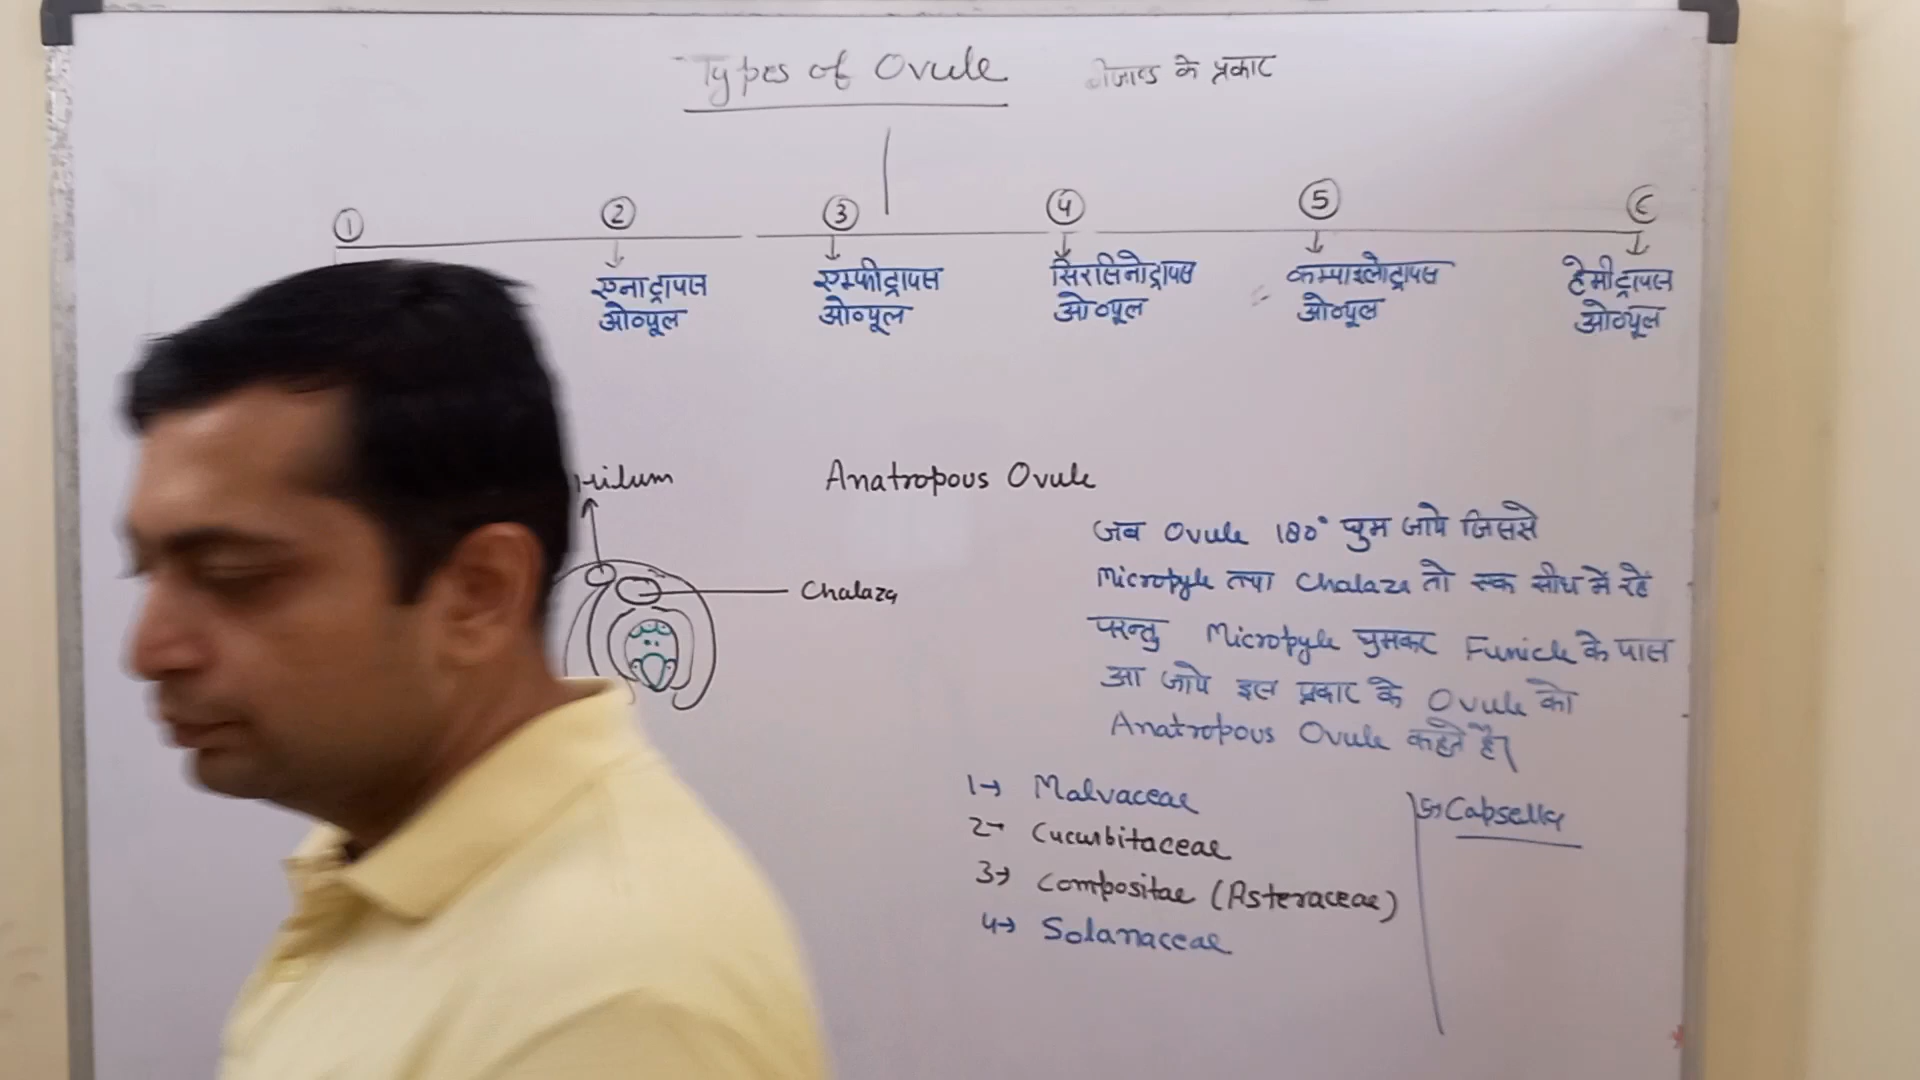 Types of Ovule के प्रकार
① ② ③ ④ ⑤
एनाट्रापस ओव्यूल
एम्फीट्रापस ओव्यूल
सिरसिनोट्रापस ओव्यूल
कम्पाइलोट्रापस ओव्यूल
हेमीट्रापस ओव्यूल
Anatropous Ovule
Chalaza
जब Ovule 180° घुम जाये जिससे
Micropyle तथा Chalaza तो एक सीध में रहें
परन्तु Micropyle घुमकर Funicle के पास
आ जाये इस प्रकार के Ovule को
Anatropous Ovule कहते हैं।
1→ Malvaceae
2→ Cucurbitaceae
3→ Compositae (Asteraceae)
4→ Solanaceae
5→ Capsella